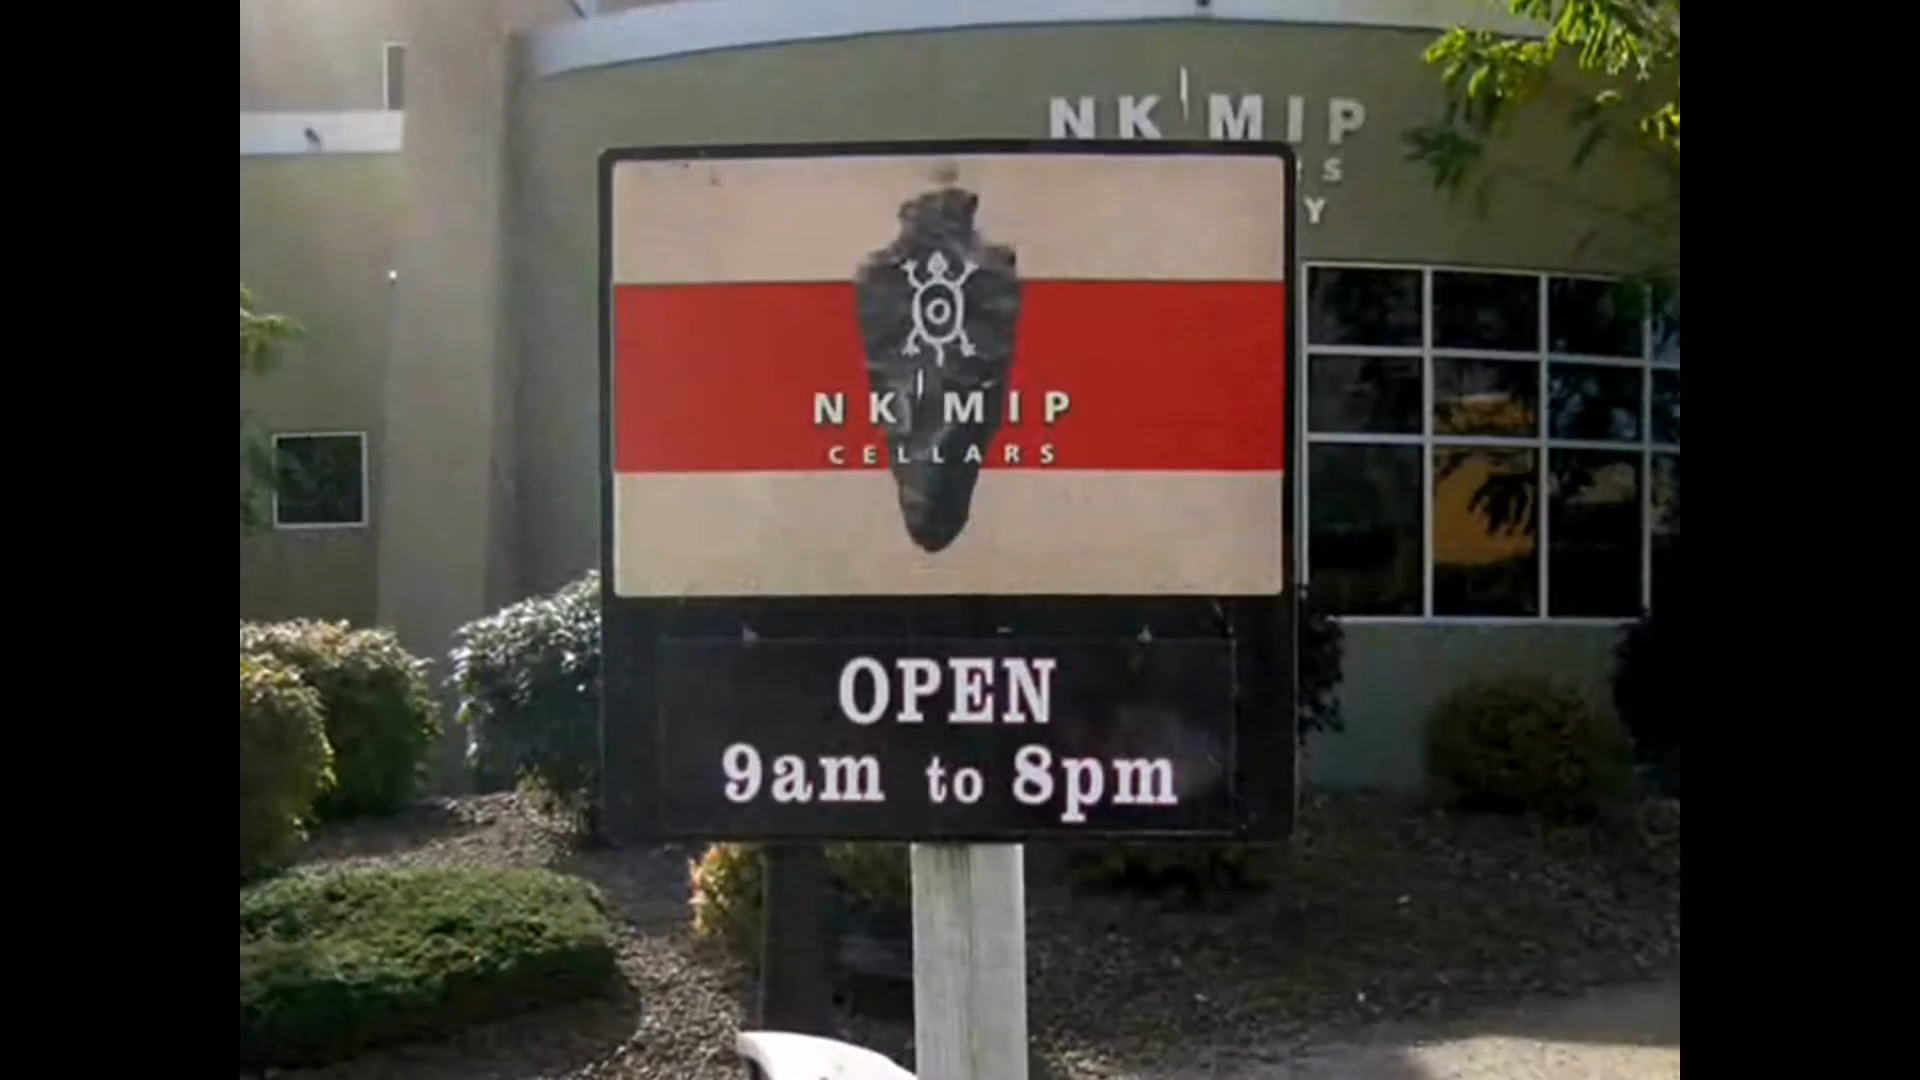 NK'MIP
S
Y
NK'MIP
CELLARS
OPEN
9am to 8pm